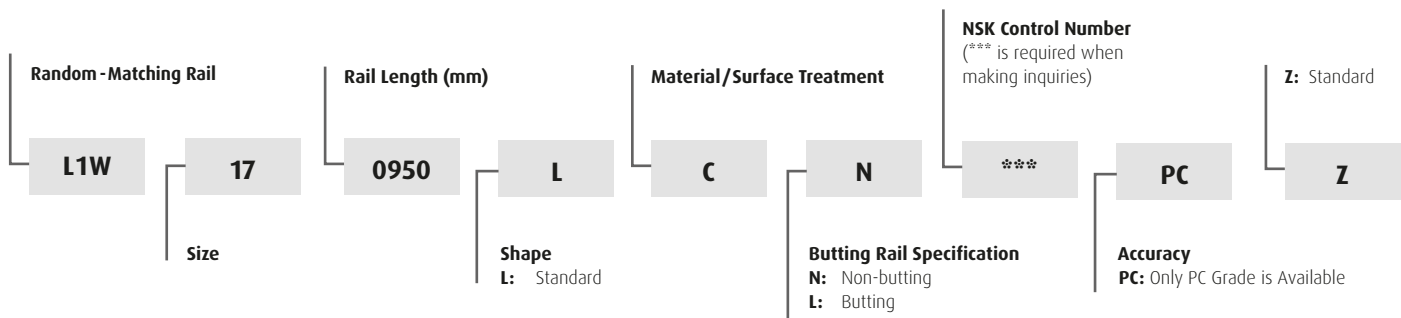 NSK Control Number
(*** is required when
making inquiries)
Random-Matching Rail
Rail Length (mm)
Material/Surface Treatment
Z: Standard
L1W
17
0950
L
C
N
***
PC
Z
Size
Shape
L: Standard
Butting Rail Specification
N: Non-butting
L: Butting
Accuracy
PC: Only PC Grade is Available